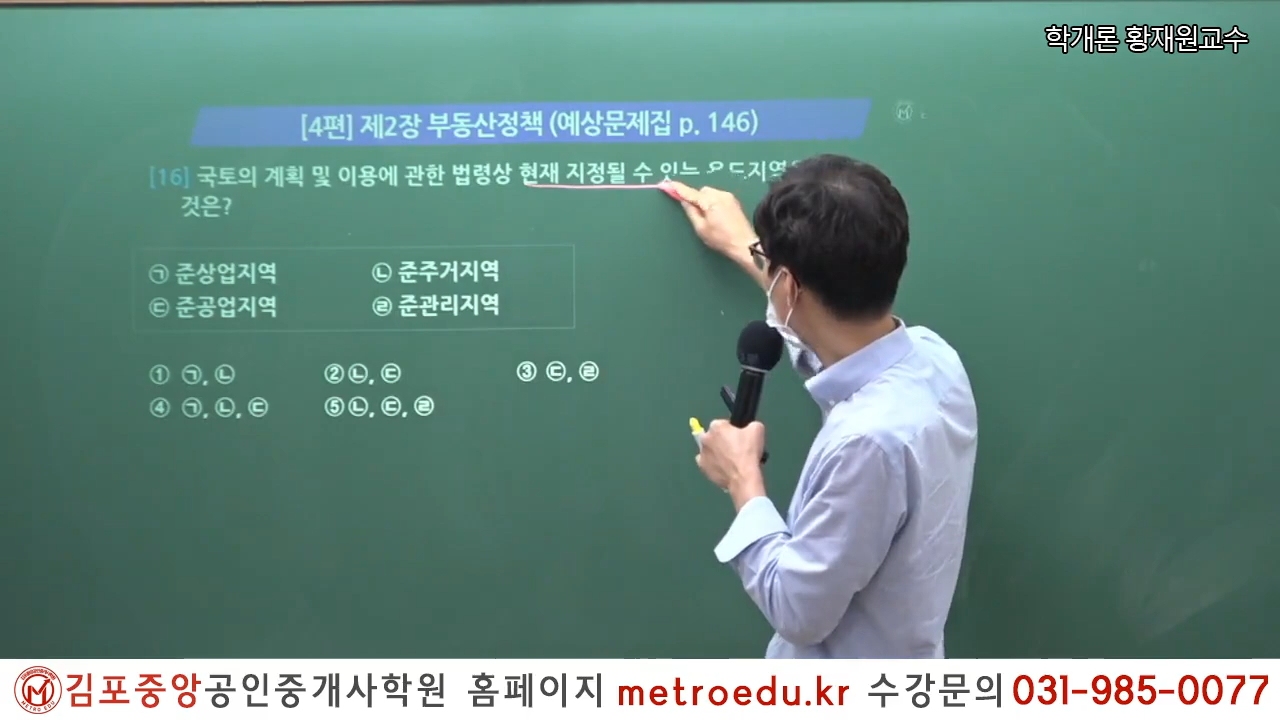 학개론 황재원교수
[4편] 제2장 부동산정책 (예상문제집 p. 146)
[16] 국토의 계획 및 이용에 관한 법령상 현재 지정될 수 있는 용도지역을
것은?
㉠ 준상업지역 ㉡ 준주거지역
㉢ 준공업지역 ㉣ 준관리지역
① ㉠, ㉡ ② ㉡, ㉢ ③ ㉢, ㉣
④ ㉠, ㉡, ㉢ ⑤ ㉡, ㉢, ㉣
김포중앙공인중개사학원 홈페이지 metroedu.kr 수강문의 031-985-0077